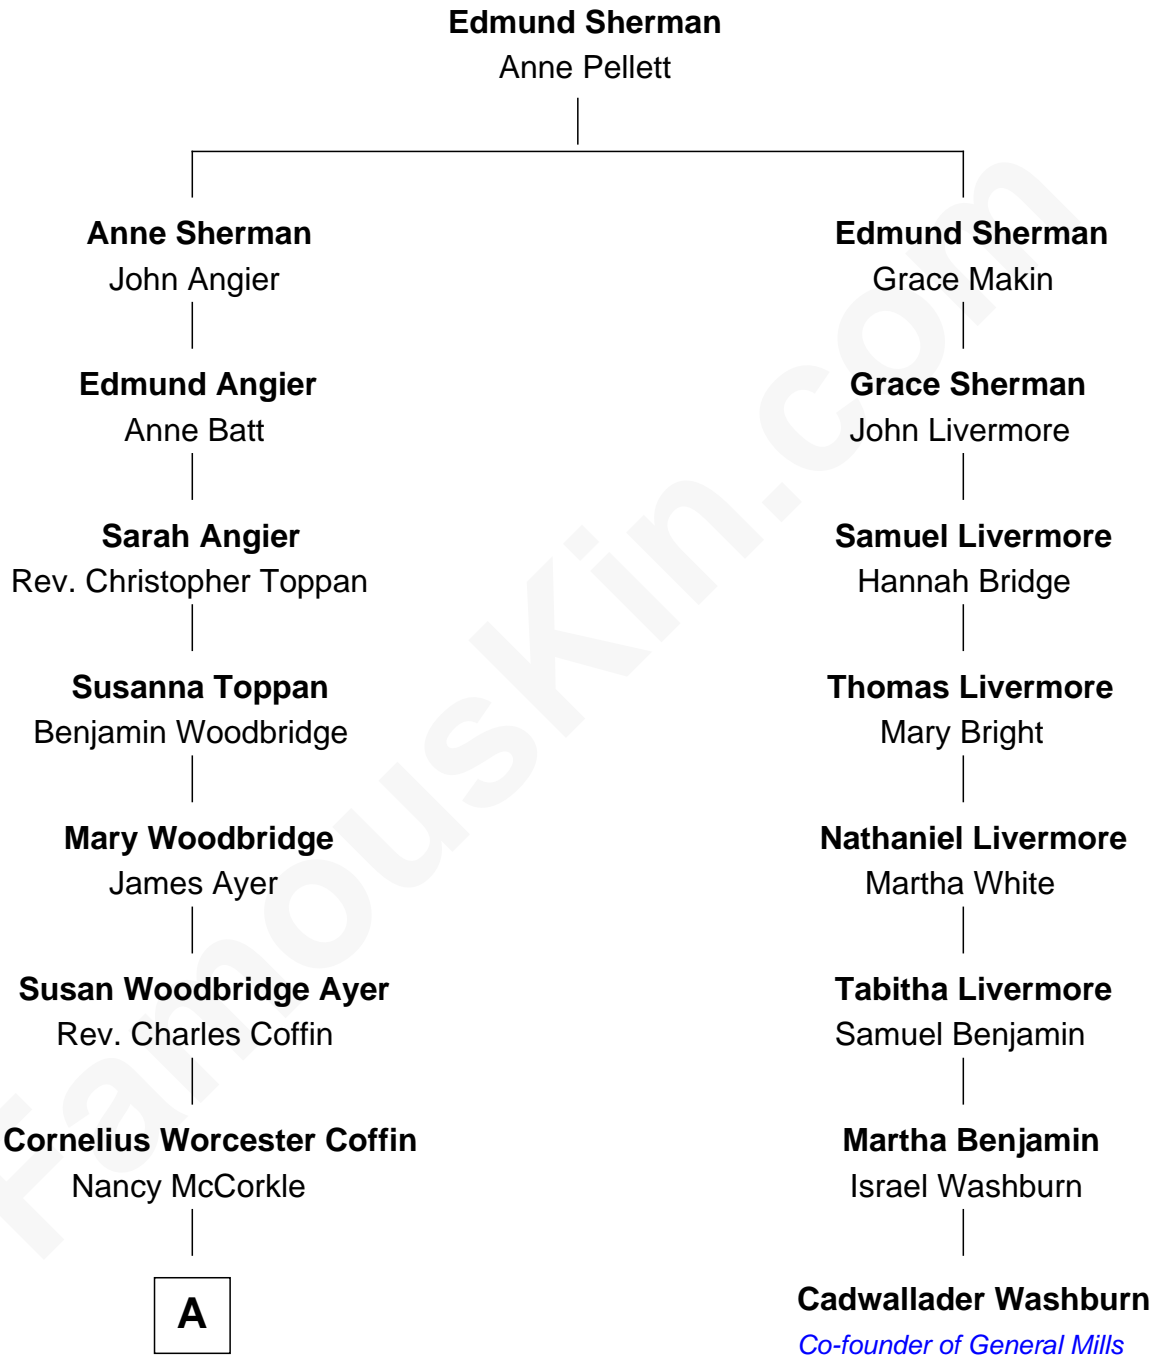 Edmund Sherman
Anne Pellett
Anne Sherman
John Angier
Edmund Angier
Anne Batt
Sarah Angier
Rev. Christopher Toppan
Susanna Toppan
Benjamin Woodbridge
Mary Woodbridge
James Ayer
Susan Woodbridge Ayer
Rev. Charles Coffin
Cornelius Worcester Coffin
Nancy McCorkle
A
Edmund Sherman
Grace Makin
Grace Sherman
John Livermore
Samuel Livermore
Hannah Bridge
Thomas Livermore
Mary Bright
Nathaniel Livermore
Martha White
Tabitha Livermore
Samuel Benjamin
Martha Benjamin
Israel Washburn
Cadwallader Washburn
Co-founder of General Mills
FamousKin.com